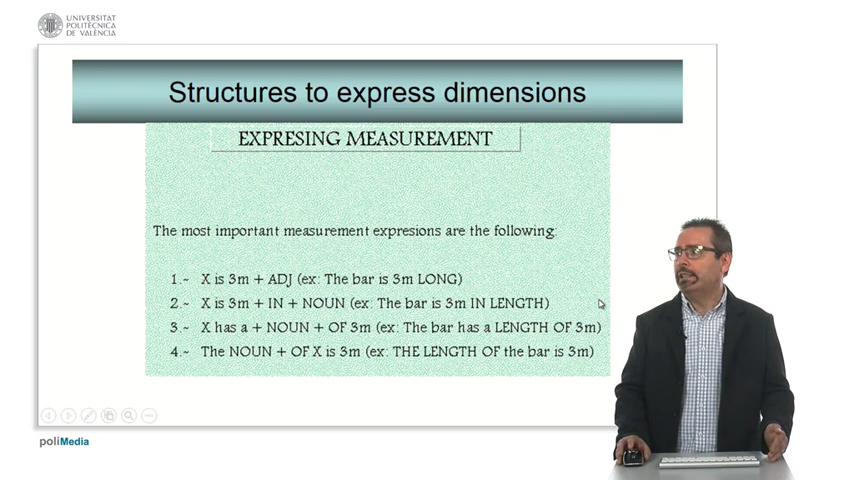 UNIVERSITAT
POLITÈCNICA
DE VALÈNCIA
Structures to express dimensions
EXPRESING MEASUREMENT
The most important measurement expresions are the following:
1.- X is 3m + ADJ (ex: The bar is 3m LONG)
2.- X is 3m + IN + NOUN (ex: The bar is 3m IN LENGTH)
3.- X has a + NOUN + OF 3m (ex: The bar has a LENGTH OF 3m)
4.- The NOUN + OF X is 3m (ex: THE LENGTH OF the bar is 3m)
poliMedia